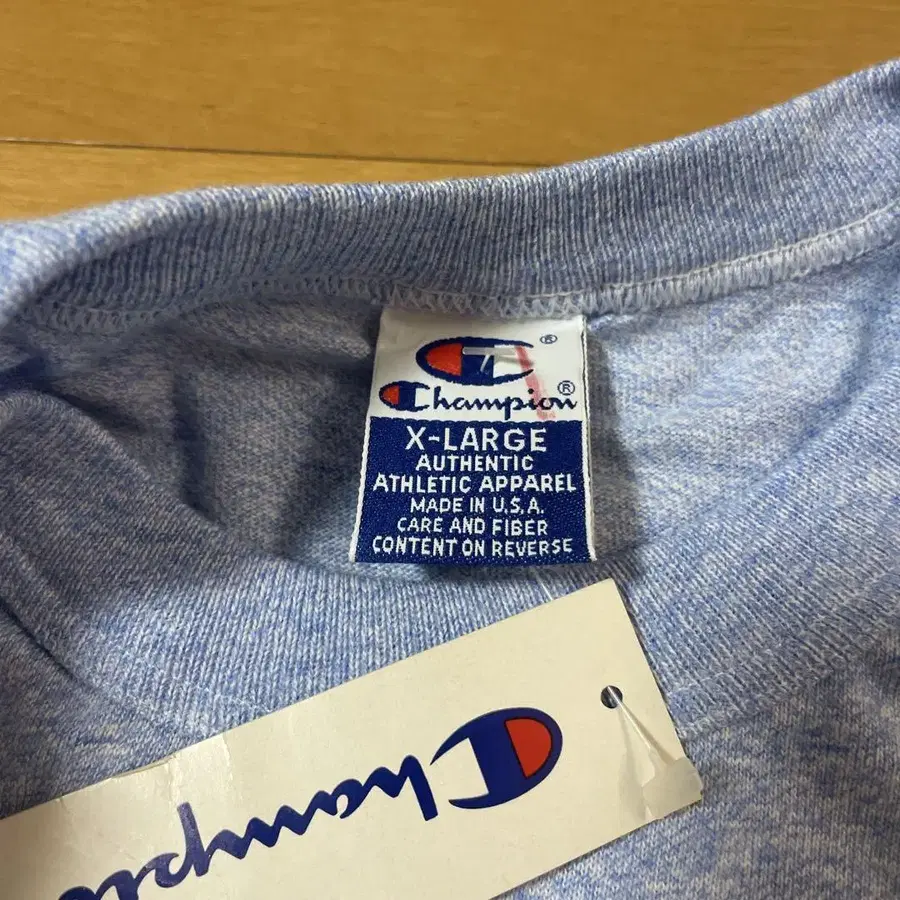 ®
Champion®
X-LARGE
AUTHENTIC
ATHLETIC APPAREL
MADE IN U.S.A.
CARE AND FIBER
CONTENT ON REVERSE
Champion